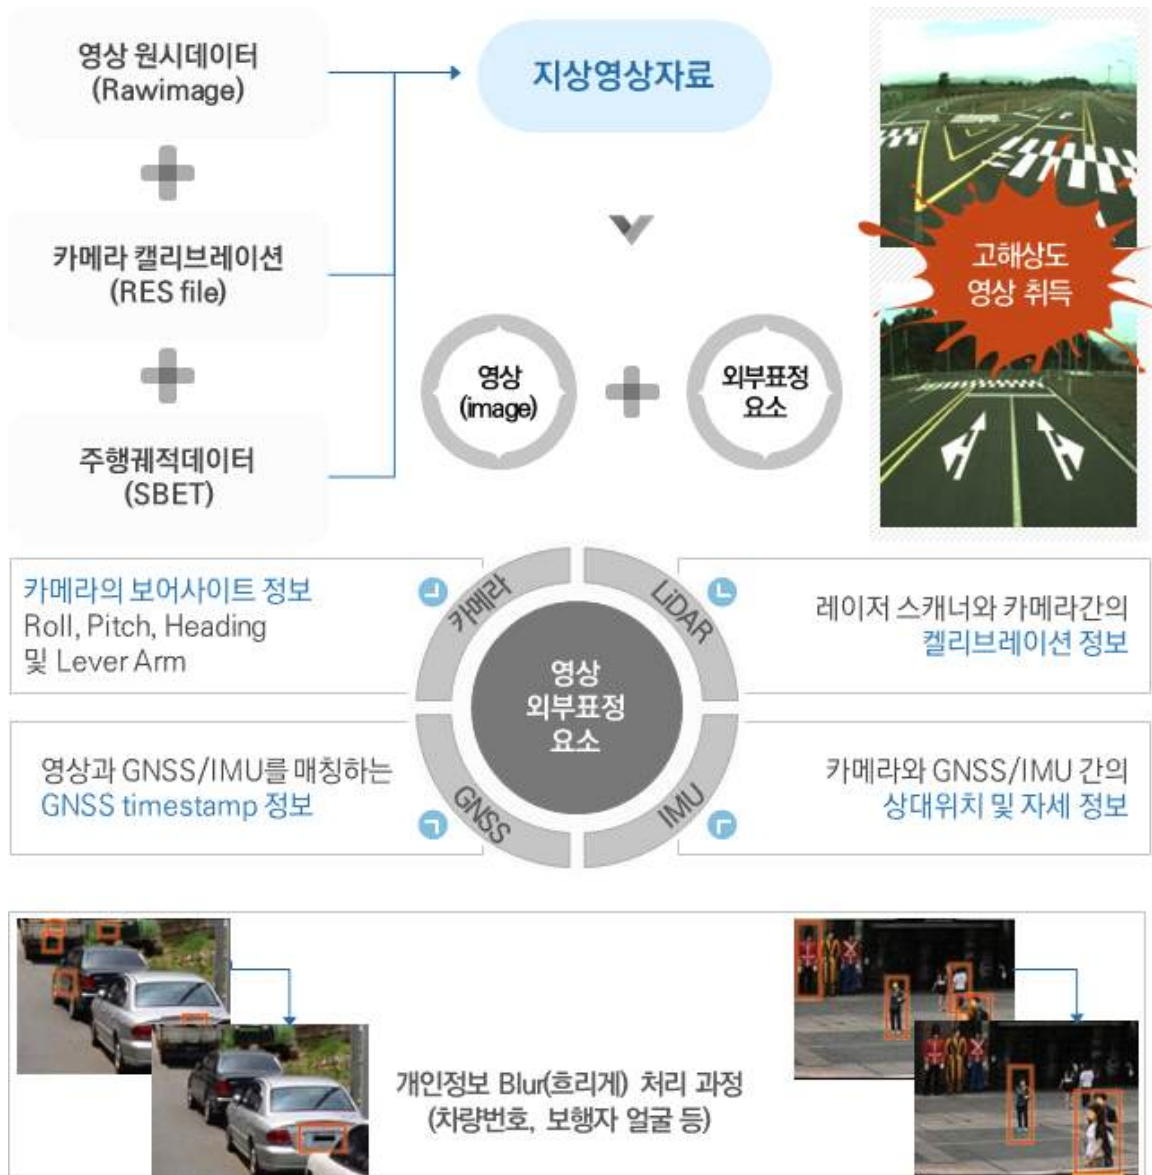 영상 원시데이터
(Rawimage)
지상영상자료
카메라 캘리브레이션
(RES file)
고해상도
영상 취득
주행궤적데이터
(SBET)
영상
(image)
외부표정
요소
카메라의 보어사이트 정보
Roll, Pitch, Heading
및 Lever Arm
카메라
LiDAR
레이저 스캐너와 카메라간의
켈리브레이션 정보
영상
외부표정
요소
영상과 GNSS/IMU를 매칭하는
GNSS timestamp 정보
GNSS
IMU
카메라와 GNSS/IMU 간의
상대위치 및 자세 정보
개인정보 Blur(흐리게) 처리 과정
(차량번호, 보행자 얼굴 등)